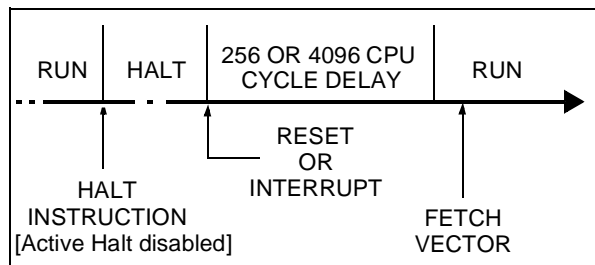 RUN
HALT
256 OR 4096 CPU
CYCLE DELAY
RUN
RESET
OR
INTERRUPT
HALT
INSTRUCTION
[Active Halt disabled]
FETCH
VECTOR